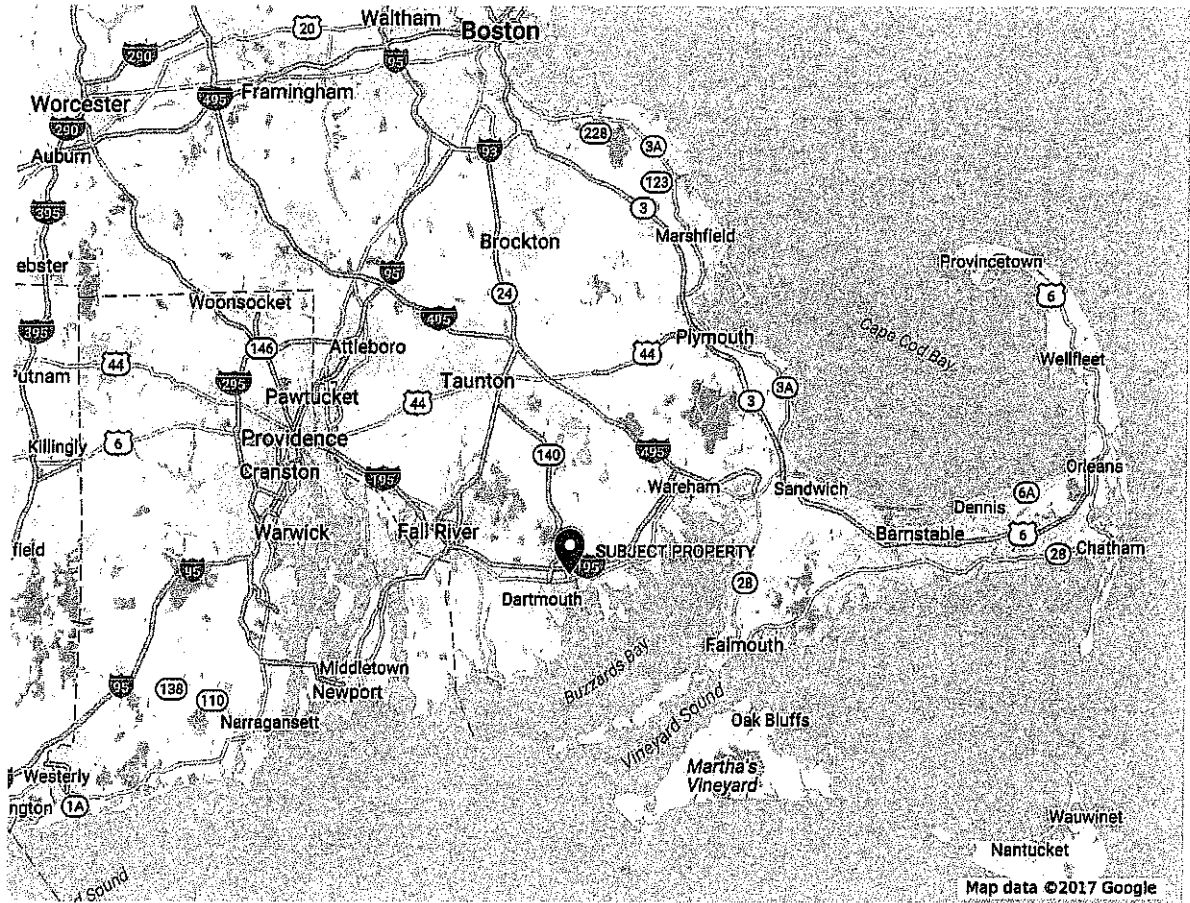 Waltham
20
Boston
290
95
Worcester
495
Framingham
290
228
Auburn
93
3A
123
395
3
Marshfield
Brockton
ebster
95
Provincetown
Woonsocket
24
6
495
395
Cape Cod Bay
146
Attleboro
44
Plymouth
Wellfleet
utnam
44
295
Taunton
3A
Pawtucket
44
3
Killingly
6
Providence
140
495
Cranston
195
Wareham
Sandwich
Orleans
6A
Dennis
Warwick
Fall River
Barnstable
6
field
SUBJECT PROPERTY
28
Chatham
95
195
28
Dartmouth
Falmouth
Middletown
Buzzards Bay
95
138
110
Newport
Narragansett
Vineyard Sound
Oak Bluffs
Martha's
Vineyard
Westerly
ngton
1A
Wauwinet
Nantucket
d Sound
Map data ©2017 Google